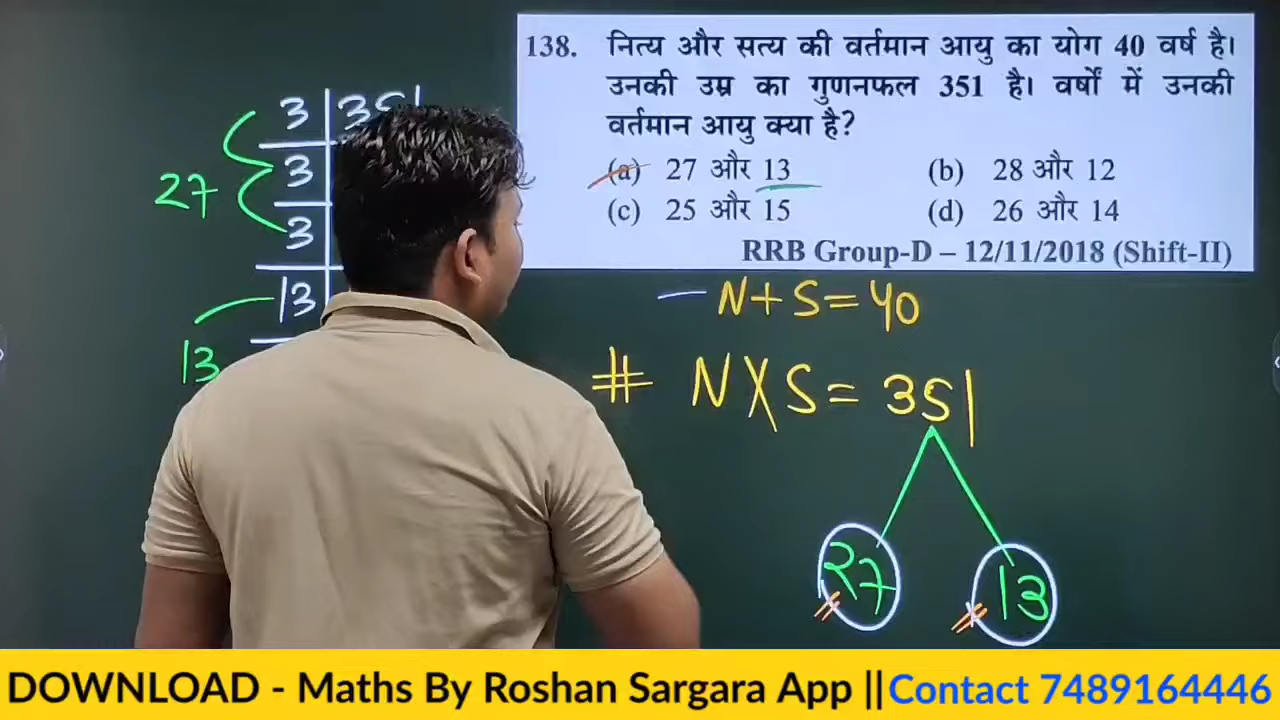 138. नित्य और सत्य की वर्तमान आयु का योग 40 वर्ष है।
उनकी उम्र का गुणनफल 351 है। वर्षों में उनकी
वर्तमान आयु क्या है?
(a) 27 और 13 (b) 28 और 12
(c) 25 और 15 (d) 26 और 14
RRB Group-D – 12/11/2018 (Shift-II)
3 351
3
27
3
13
13
N+S=40
# N×S=351
27 13
DOWNLOAD - Maths By Roshan Sargara App || Contact 7489164446